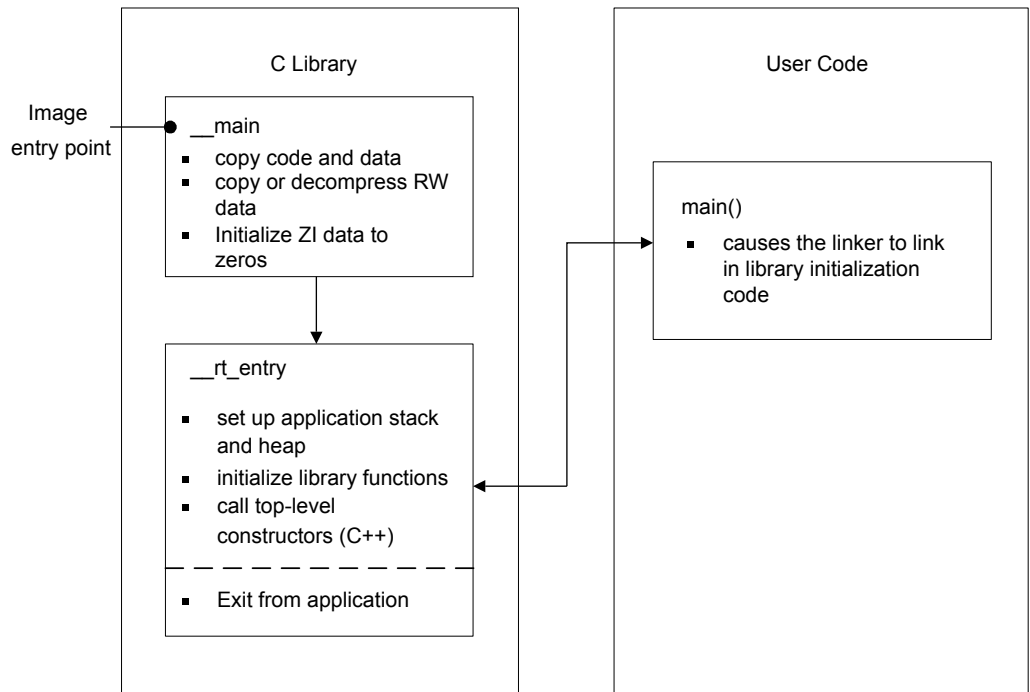 C Library
User Code
Image
entry point
__main
▪ copy code and data
▪ copy or decompress RW
data
▪ Initialize ZI data to
zeros
main()
▪ causes the linker to link
in library initialization
code
__rt_entry
▪ set up application stack
and heap
▪ initialize library functions
▪ call top-level
constructors (C++)
▪ Exit from application